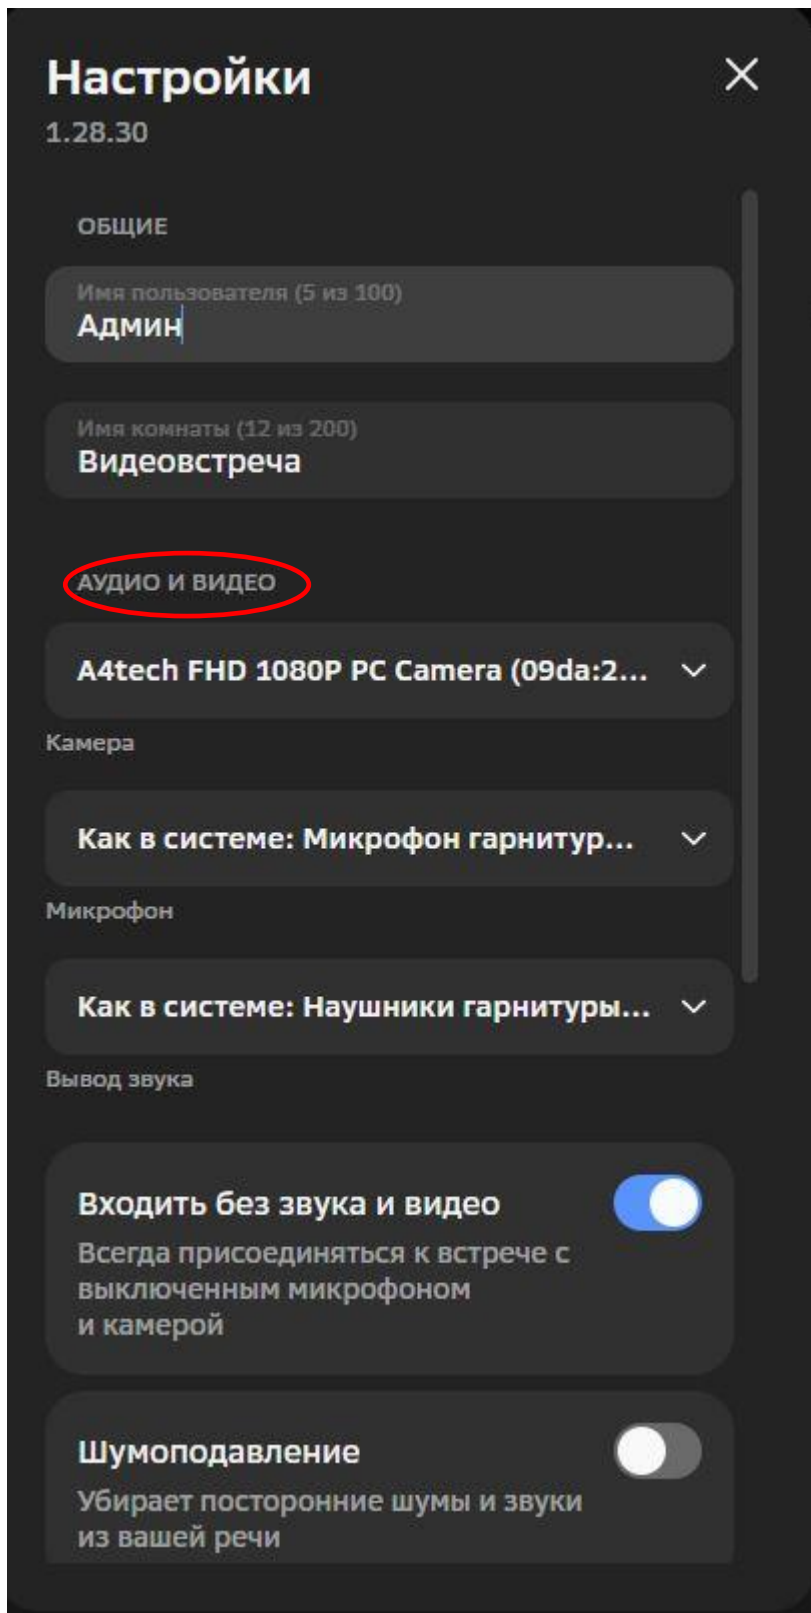 Настройки
1.28.30
ОБЩИЕ
Имя пользователя (5 из 100)
Админ
Имя комнаты (12 из 200)
Видеовстреча
АУДИО И ВИДЕО
A4tech FHD 1080P PC Camera (09da:2...
Камера
Как в системе: Микрофон гарнитур...
Микрофон
Как в системе: Наушники гарнитуры...
Вывод звука
Входить без звука и видео
Всегда присоединяться к встрече с
выключенным микрофоном
и камерой
Шумоподавление
Убирает посторонние шумы и звуки
из вашей речи